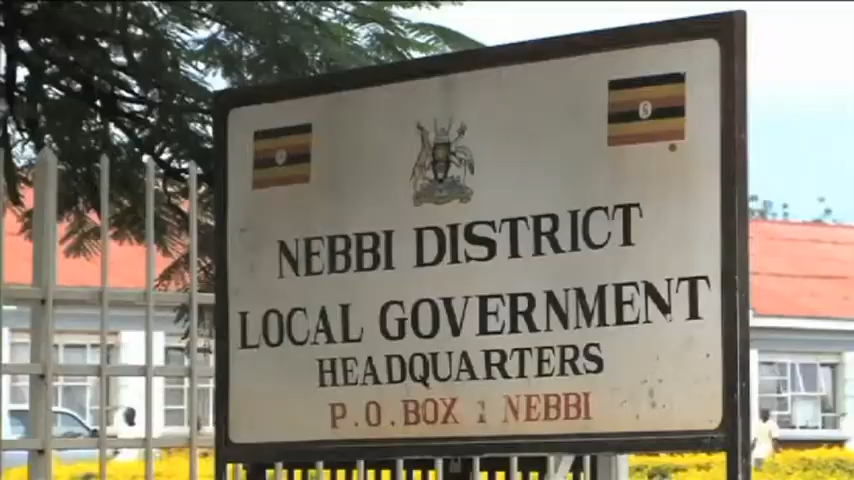 NEBBI DISTRICT
LOCAL GOVERNMENT
HEADQUARTERS
P.O. BOX 1 NEBBI